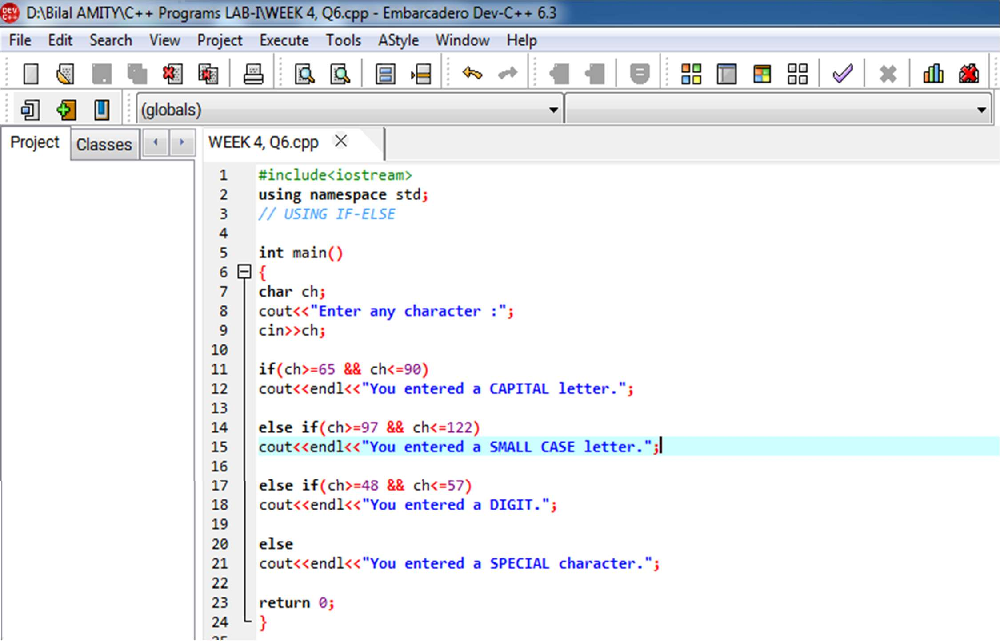 DEV C++ D:\Bilal AMITY\C++ Programs LAB-I\WEEK 4, Q6.cpp - Embarcadero Dev-C++ 6.3
File Edit Search View Project Execute Tools AStyle Window Help
(globals)
Project Classes WEEK 4, Q6.cpp
1 #include<iostream>
2 using namespace std;
3 // USING IF-ELSE
4
5 int main()
6 {
7 char ch;
8 cout<<"Enter any character :";
9 cin>>ch;
10
11 if(ch>=65 && ch<=90)
12 cout<<endl<<"You entered a CAPITAL letter.";
13
14 else if(ch>=97 && ch<=122)
15 cout<<endl<<"You entered a SMALL CASE letter.";
16
17 else if(ch>=48 && ch<=57)
18 cout<<endl<<"You entered a DIGIT.";
19
20 else
21 cout<<endl<<"You entered a SPECIAL character.";
22
23 return 0;
24 }